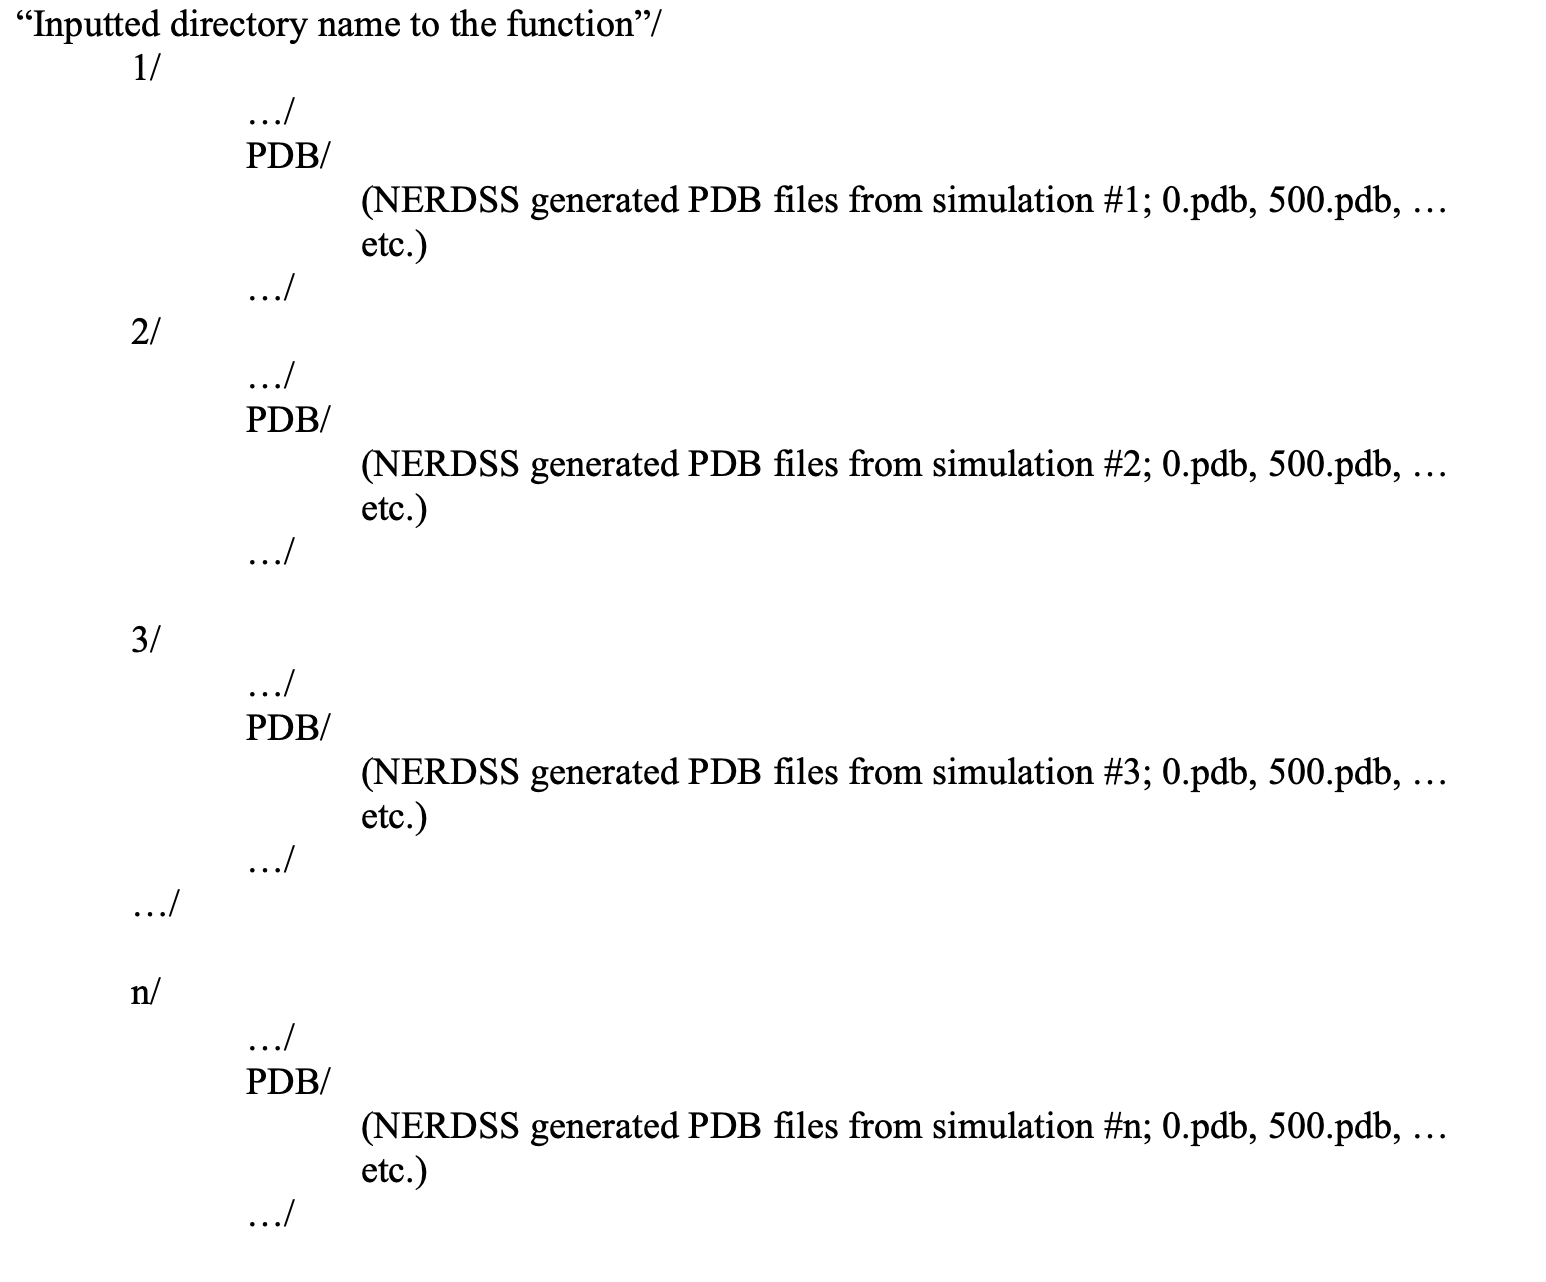 “Inputted directory name to the function”/
1/
…/
PDB/
(NERDSS generated PDB files from simulation #1; 0.pdb, 500.pdb, …
etc.)
…/
2/
…/
PDB/
(NERDSS generated PDB files from simulation #2; 0.pdb, 500.pdb, …
etc.)
…/
3/
…/
PDB/
(NERDSS generated PDB files from simulation #3; 0.pdb, 500.pdb, …
etc.)
…/
…/
n/
…/
PDB/
(NERDSS generated PDB files from simulation #n; 0.pdb, 500.pdb, …
etc.)
…/